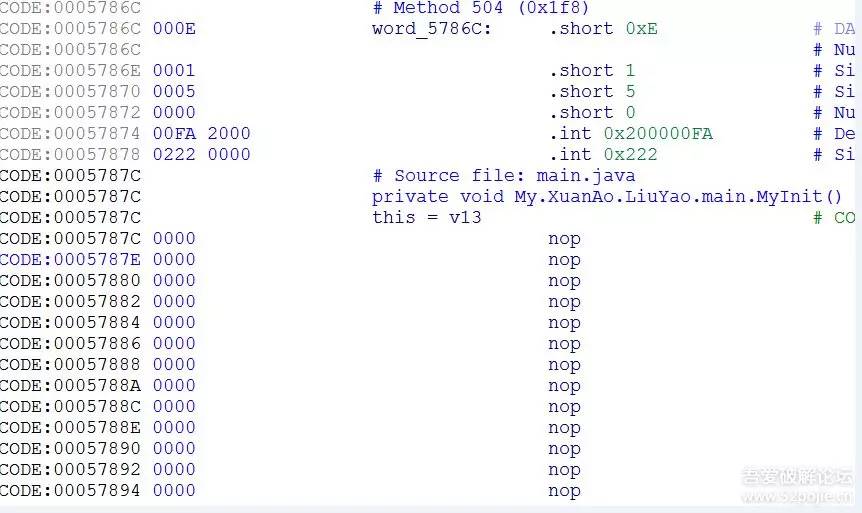 CODE:0005786C # Method 504 (0x1f8)
CODE:0005786C 000E word_5786C: .short 0xE # DA
CODE:0005786C # Nu
CODE:0005786E 0001 .short 1 # Si
CODE:00057870 0005 .short 5 # Si
CODE:00057872 0000 .short 0 # Nu
CODE:00057874 00FA 2000 .int 0x200000FA # De
CODE:00057878 0222 0000 .int 0x222 # Si
CODE:0005787C # Source file: main.java
CODE:0005787C private void My.XuanAo.LiuYao.main.MyInit()
CODE:0005787C this = v13 # CO
CODE:0005787C 0000 nop
CODE:0005787E 0000 nop
CODE:00057880 0000 nop
CODE:00057882 0000 nop
CODE:00057884 0000 nop
CODE:00057886 0000 nop
CODE:00057888 0000 nop
CODE:0005788A 0000 nop
CODE:0005788C 0000 nop
CODE:0005788E 0000 nop
CODE:00057890 0000 nop
CODE:00057892 0000 nop
CODE:00057894 0000 nop
吾爱破解论坛
www.52pojie.cn